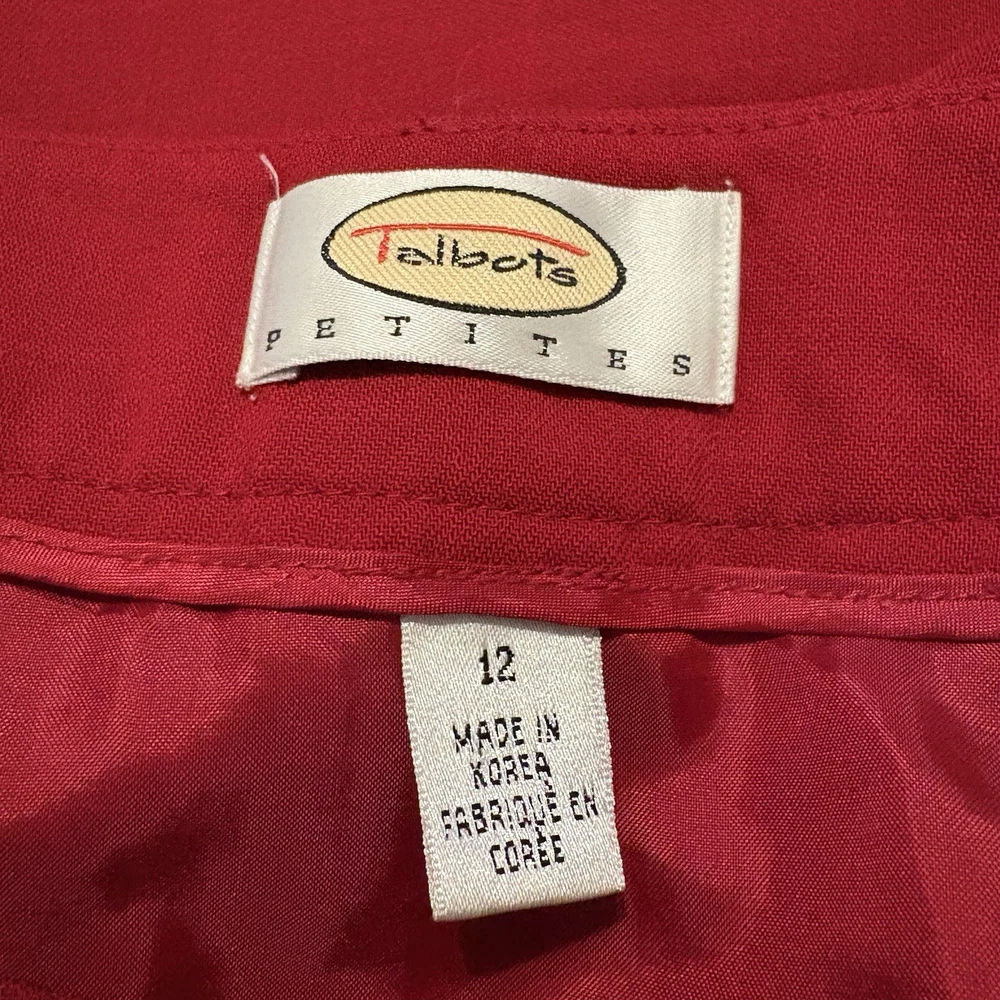 Talbots
PETITES
12
MADE IN
KOREA
FABRIQUÉ EN
CORÉE